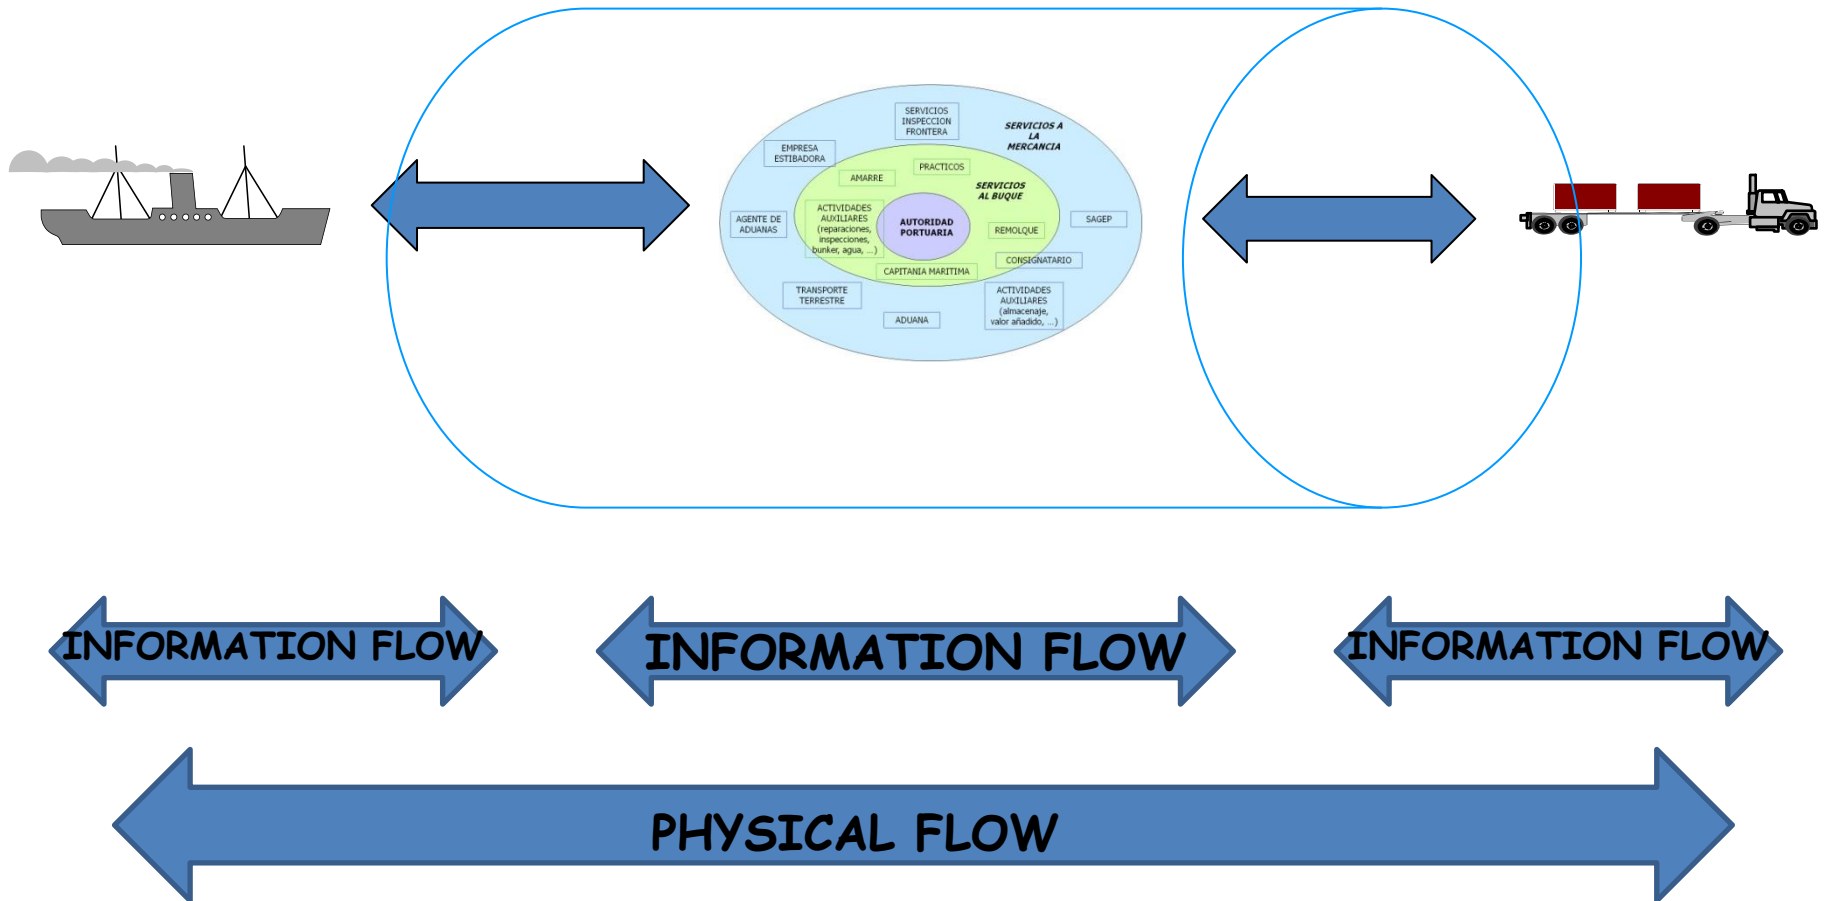 SERVICIOS
INSPECCION
FRONTERA
SERVICIOS A
LA
MERCANCIA
EMPRESA
ESTIBADORA
PRACTICOS
AMARRE
SERVICIOS
AL BUQUE
ACTIVIDADES
AUXILIARES
(reparaciones,
inspecciones,
bunker, agua, ...)
AGENTE DE
ADUANAS
AUTORIDAD
PORTUARIA
SAGEP
REMOLQUE
CONSIGNATARIO
CAPITANIA MARITIMA
TRANSPORTE
TERRESTRE
ACTIVIDADES
AUXILIARES
(almacenaje,
valor añadido, ...)
ADUANA
INFORMATION FLOW
INFORMATION FLOW
INFORMATION FLOW
PHYSICAL FLOW